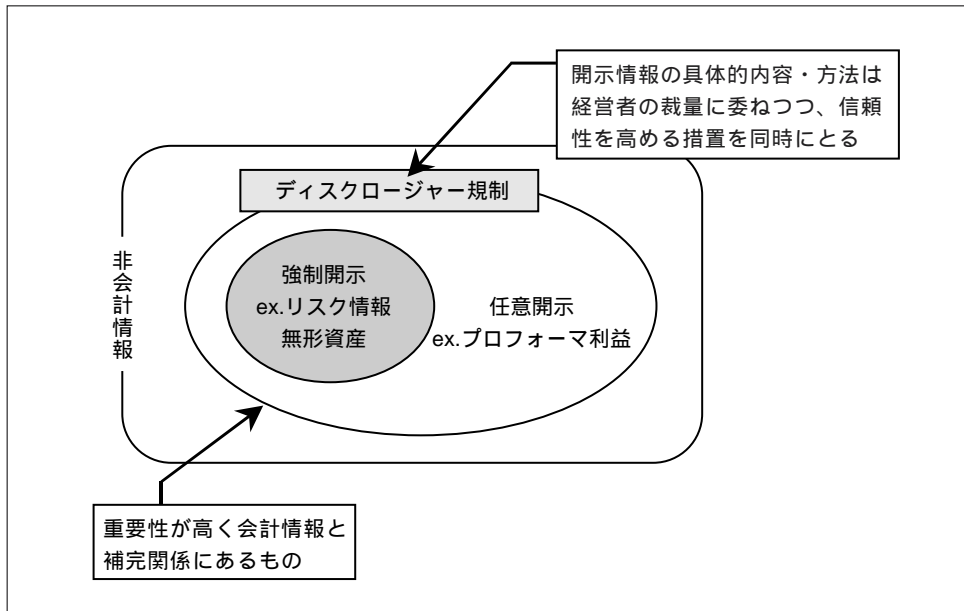 開示情報の具体的内容・方法は
経営者の裁量に委ねつつ、信頼
性を高める措置を同時にとる
ディスクロージャー規制
非会計情報
強制開示
ex.リスク情報
無形資産
任意開示
ex.プロフォーマ利益
重要性が高く会計情報と
補完関係にあるもの